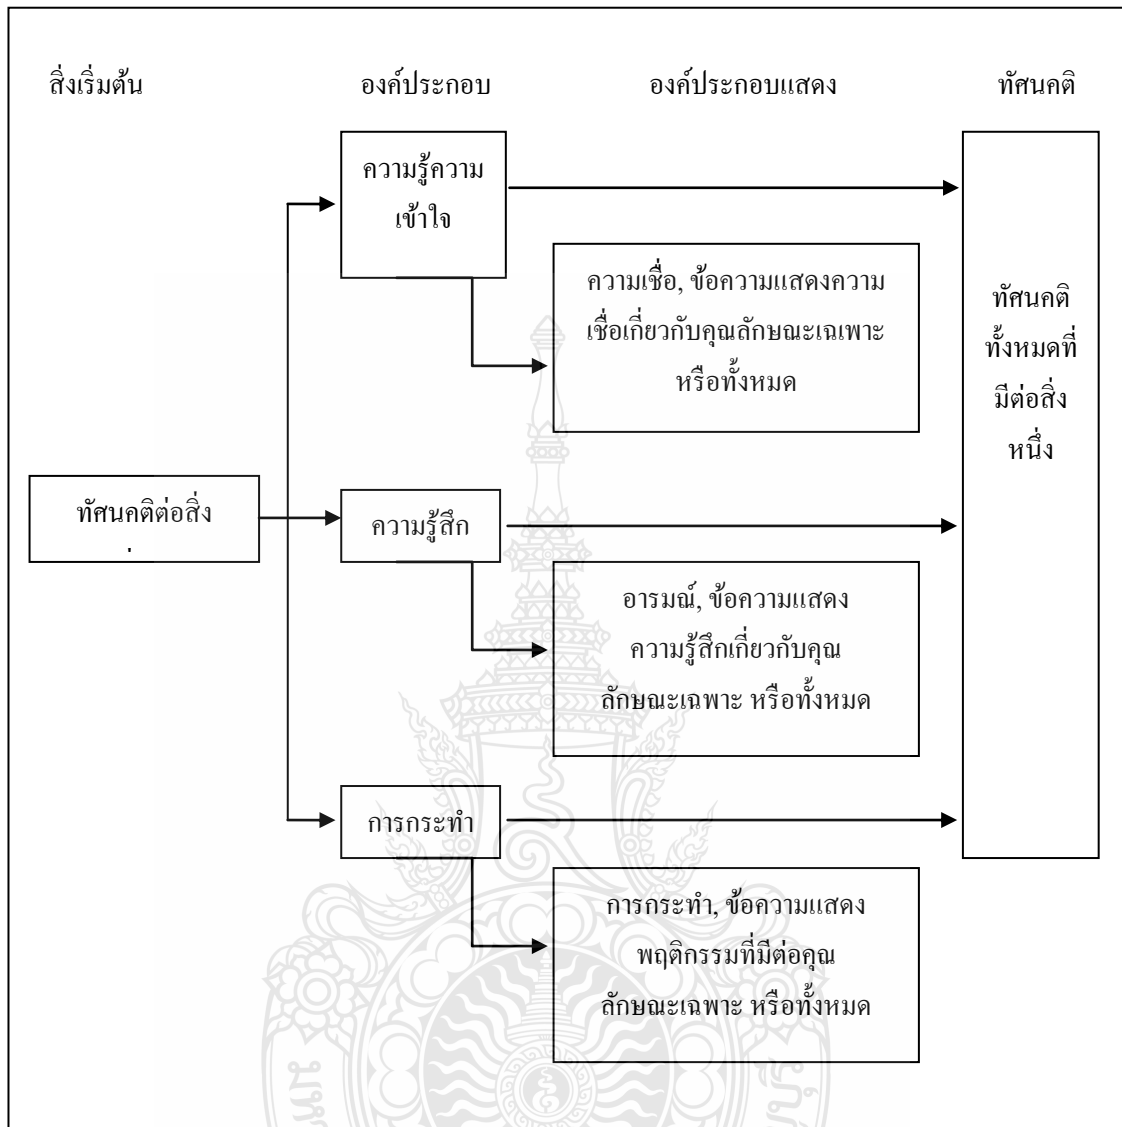 สิ่งเริ่มต้น องค์ประกอบ องค์ประกอบแสดง ทัศนคติ
ความรู้ความ
เข้าใจ
ความเชื่อ, ข้อความแสดงความ
เชื่อเกี่ยวกับคุณลักษณะเฉพาะ
หรือทั้งหมด
ทัศนคติ
ทั้งหมดที่
มีต่อสิ่ง
หนึ่ง
ทัศนคติต่อสิ่ง
ความรู้สึก
อารมณ์, ข้อความแสดง
ความรู้สึกเกี่ยวกับคุณ
ลักษณะเฉพาะ หรือทั้งหมด
การกระทำ
การกระทำ, ข้อความแสดง
พฤติกรรมที่มีต่อคุณ
ลักษณะเฉพาะ หรือทั้งหมด